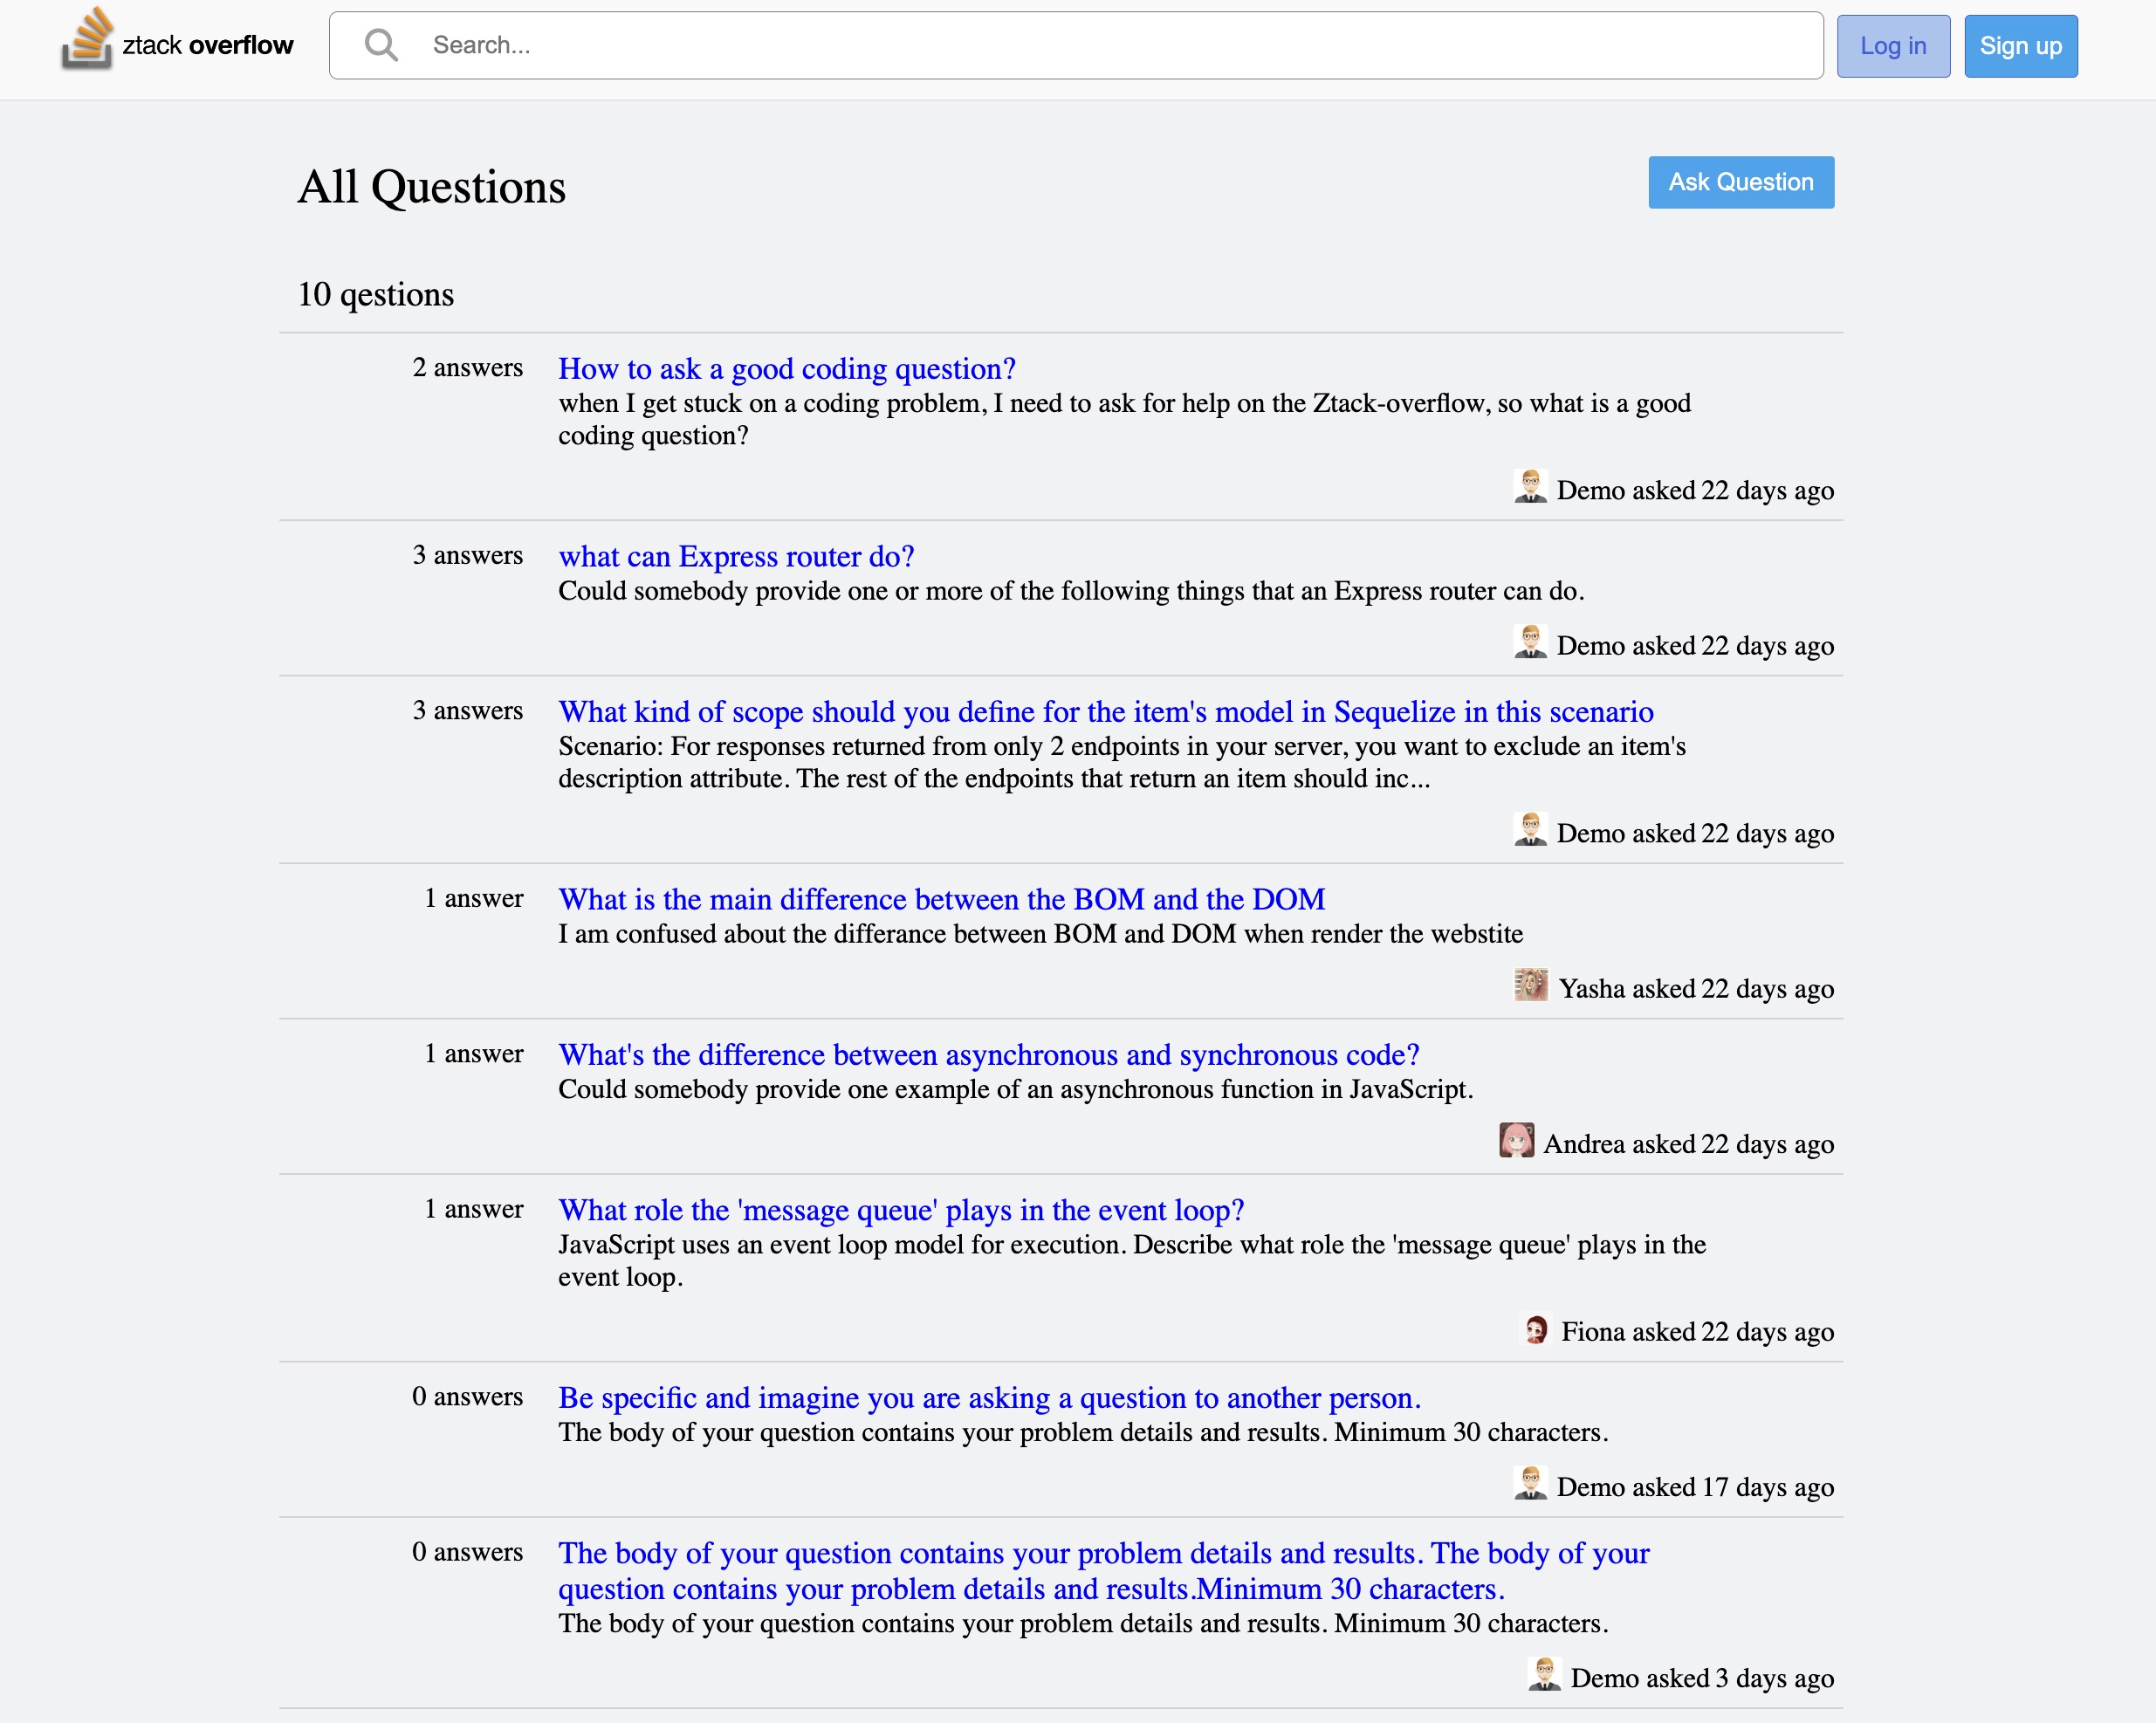 ztack overflow
Search...
Log in
Sign up
All Questions
Ask Question
10 qestions
2 answers
How to ask a good coding question?
when I get stuck on a coding problem, I need to ask for help on the Ztack-overflow, so what is a good
coding question?
Demo asked 22 days ago
3 answers
what can Express router do?
Could somebody provide one or more of the following things that an Express router can do.
Demo asked 22 days ago
3 answers
What kind of scope should you define for the item's model in Sequelize in this scenario
Scenario: For responses returned from only 2 endpoints in your server, you want to exclude an item's
description attribute. The rest of the endpoints that return an item should inc...
Demo asked 22 days ago
1 answer
What is the main difference between the BOM and the DOM
I am confused about the differance between BOM and DOM when render the webstite
Yasha asked 22 days ago
1 answer
What's the difference between asynchronous and synchronous code?
Could somebody provide one example of an asynchronous function in JavaScript.
Andrea asked 22 days ago
1 answer
What role the 'message queue' plays in the event loop?
JavaScript uses an event loop model for execution. Describe what role the 'message queue' plays in the
event loop.
Fiona asked 22 days ago
0 answers
Be specific and imagine you are asking a question to another person.
The body of your question contains your problem details and results. Minimum 30 characters.
Demo asked 17 days ago
0 answers
The body of your question contains your problem details and results. The body of your
question contains your problem details and results.Minimum 30 characters.
The body of your question contains your problem details and results. Minimum 30 characters.
Demo asked 3 days ago